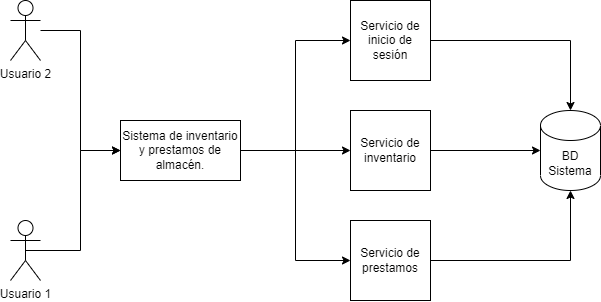 Servicio de
inicio de
sesión
Usuario 2
Sistema de inventario
y prestamos de
almacén.
Servicio de
inventario
BD
Sistema
Servicio de
prestamos
Usuario 1